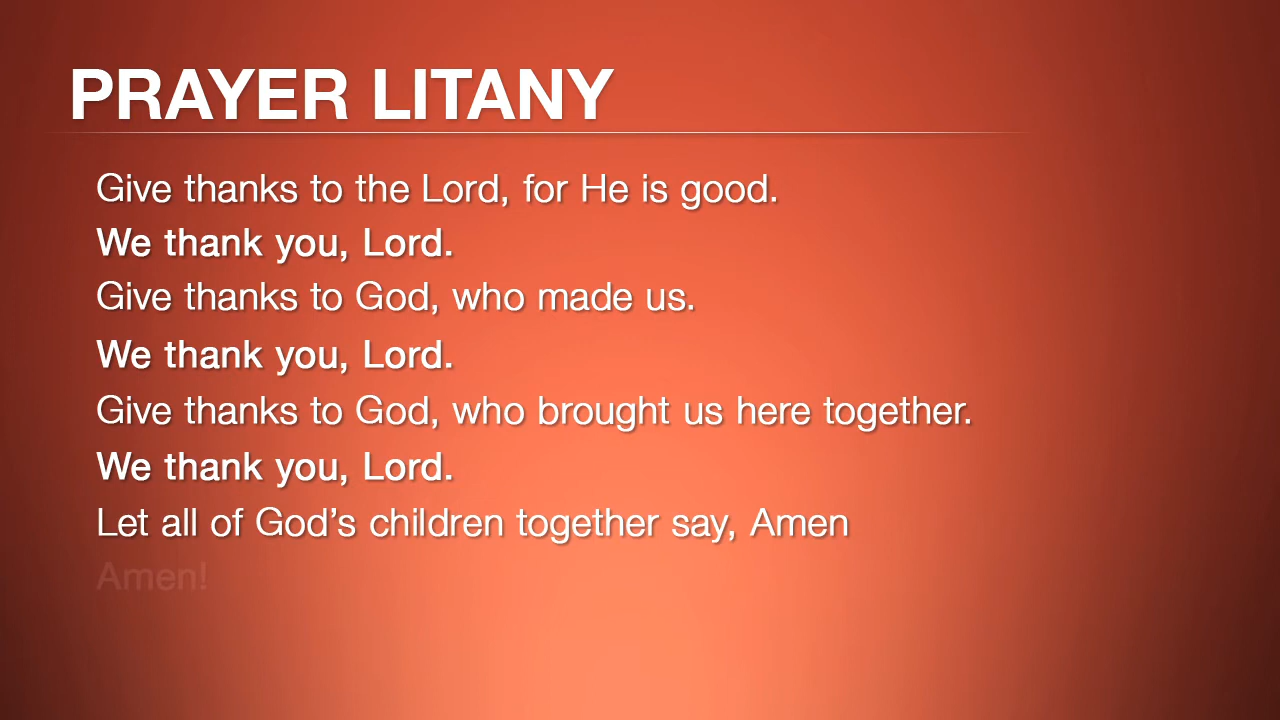 PRAYER LITANY
Give thanks to the Lord, for He is good.
We thank you, Lord.
Give thanks to God, who made us.
We thank you, Lord.
Give thanks to God, who brought us here together.
We thank you, Lord.
Let all of God’s children together say, Amen
Amen!